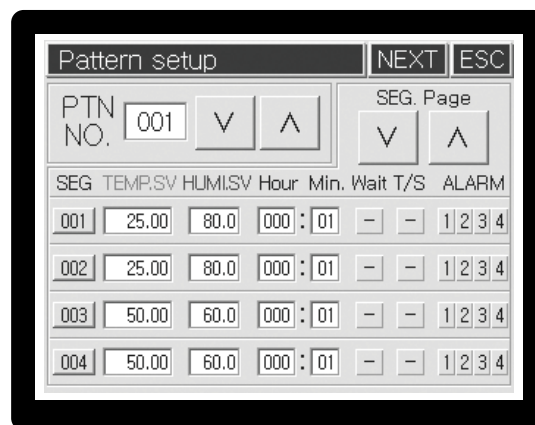 Pattern setup NEXT ESC
PTN NO. 001 V Λ SEG. Page V Λ
SEG TEMP.SV HUMI.SV Hour Min. Wait T/S ALARM
001 25.00 80.0 000 : 01 - - 1 2 3 4
002 25.00 80.0 000 : 01 - - 1 2 3 4
003 50.00 60.0 000 : 01 - - 1 2 3 4
004 50.00 60.0 000 : 01 - - 1 2 3 4